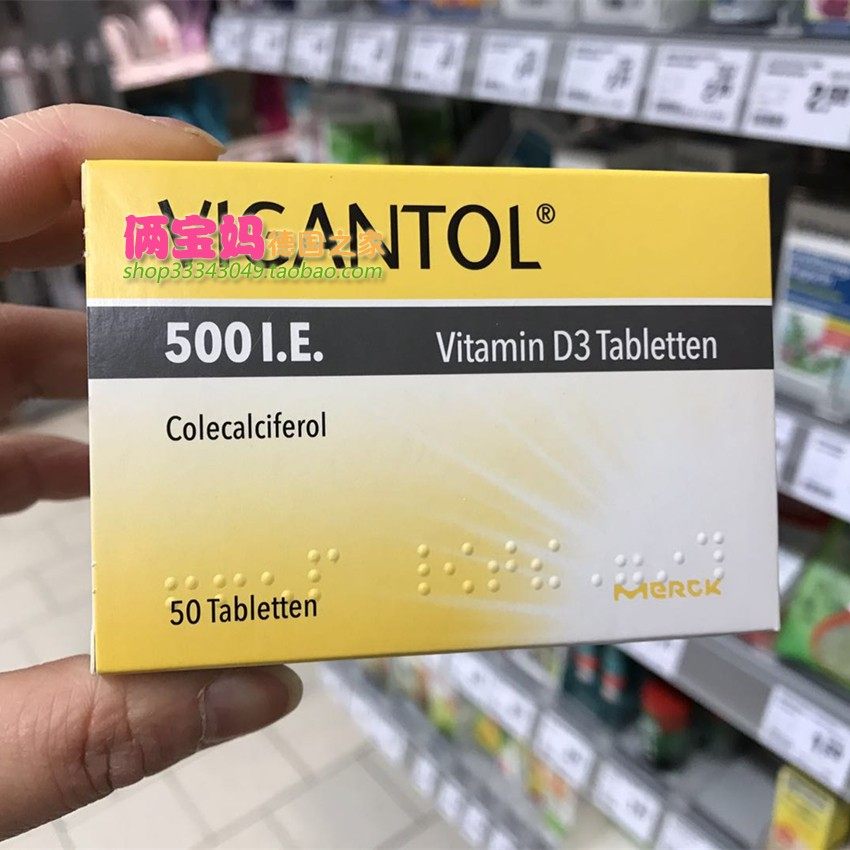 VIGANTOL®
俩宝妈德国之家
shop33343049.taobao.com
500 I.E. Vitamin D3 Tabletten
Colecalciferol
50 Tabletten
MERCK